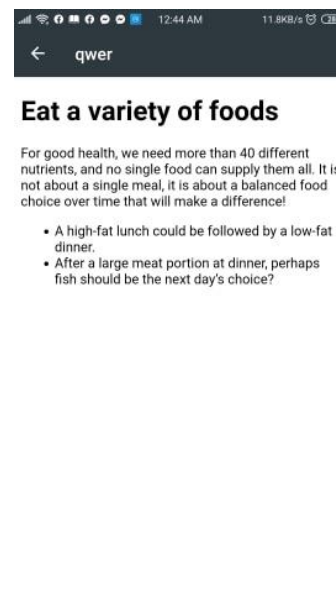 12:44 AM 11.8KB/s
qwer
Eat a variety of foods
For good health, we need more than 40 different
nutrients, and no single food can supply them all. It is
not about a single meal, it is about a balanced food
choice over time that will make a difference!
• A high-fat lunch could be followed by a low-fat
dinner.
• After a large meat portion at dinner, perhaps
fish should be the next day's choice?